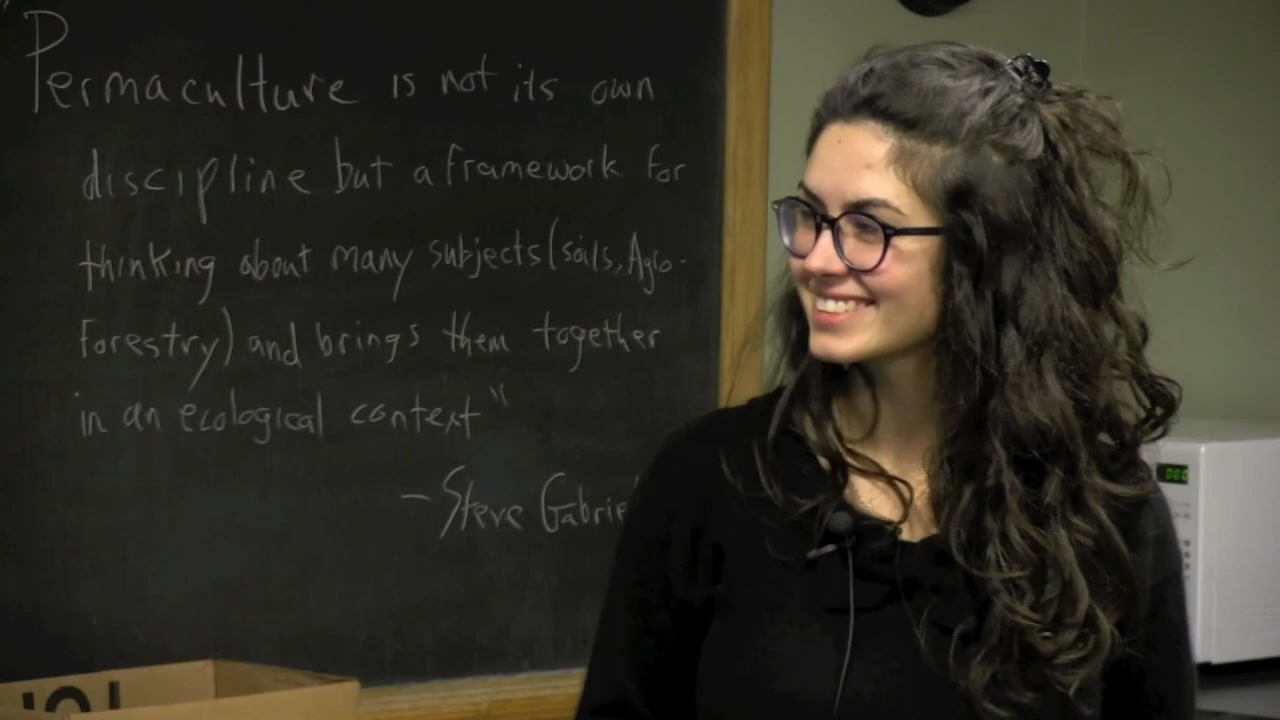 "Permaculture is not its own
discipline but a framework for
thinking about many subjects (soils, Agro-
forestry) and brings them together
in an ecological context"
- Steve Gabrie
000